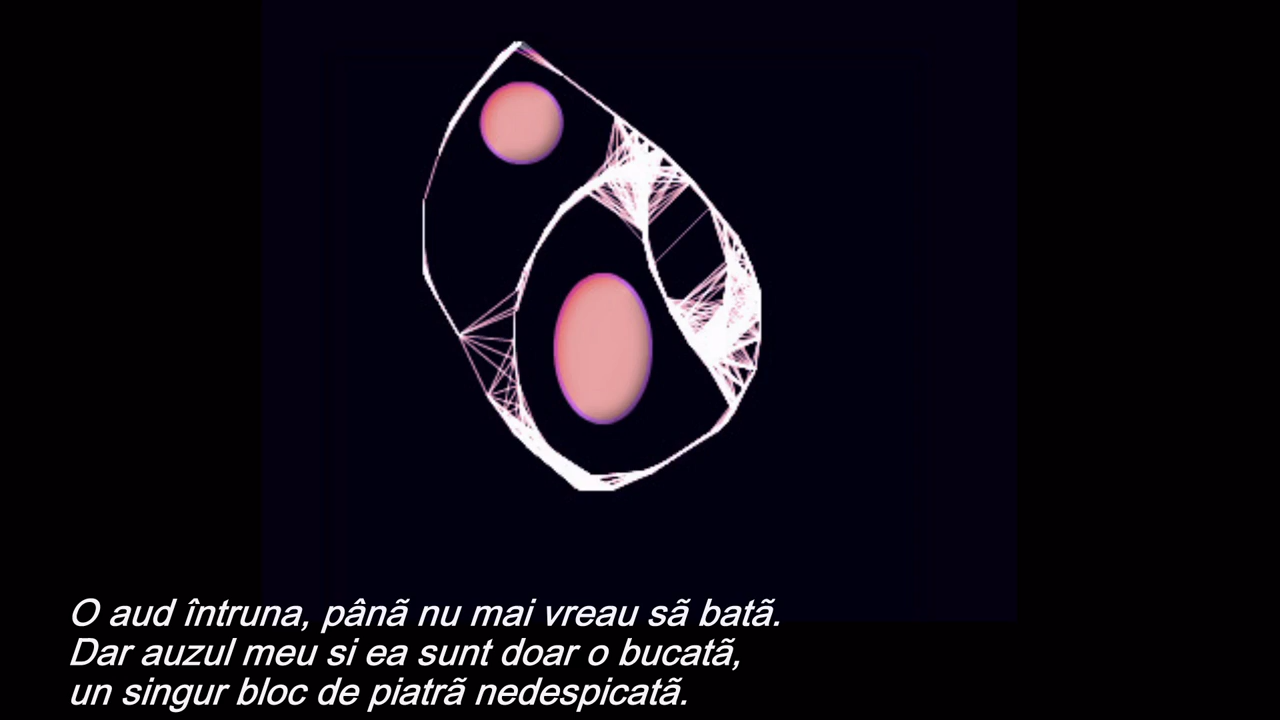 O aud întruna, pânã nu mai vreau sã batã.
Dar auzul meu si ea sunt doar o bucatã,
un singur bloc de piatrã nedespicatã.